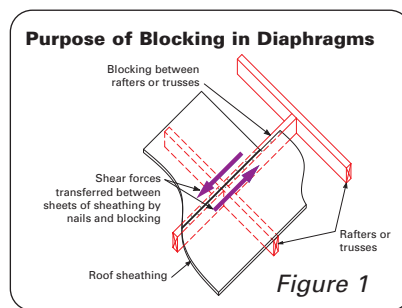 Purpose of Blocking in Diaphragms
Blocking between
rafters or trusses
Shear forces
transferred between
sheets of sheathing by
nails and blocking
Rafters or
trusses
Roof sheathing
Figure 1